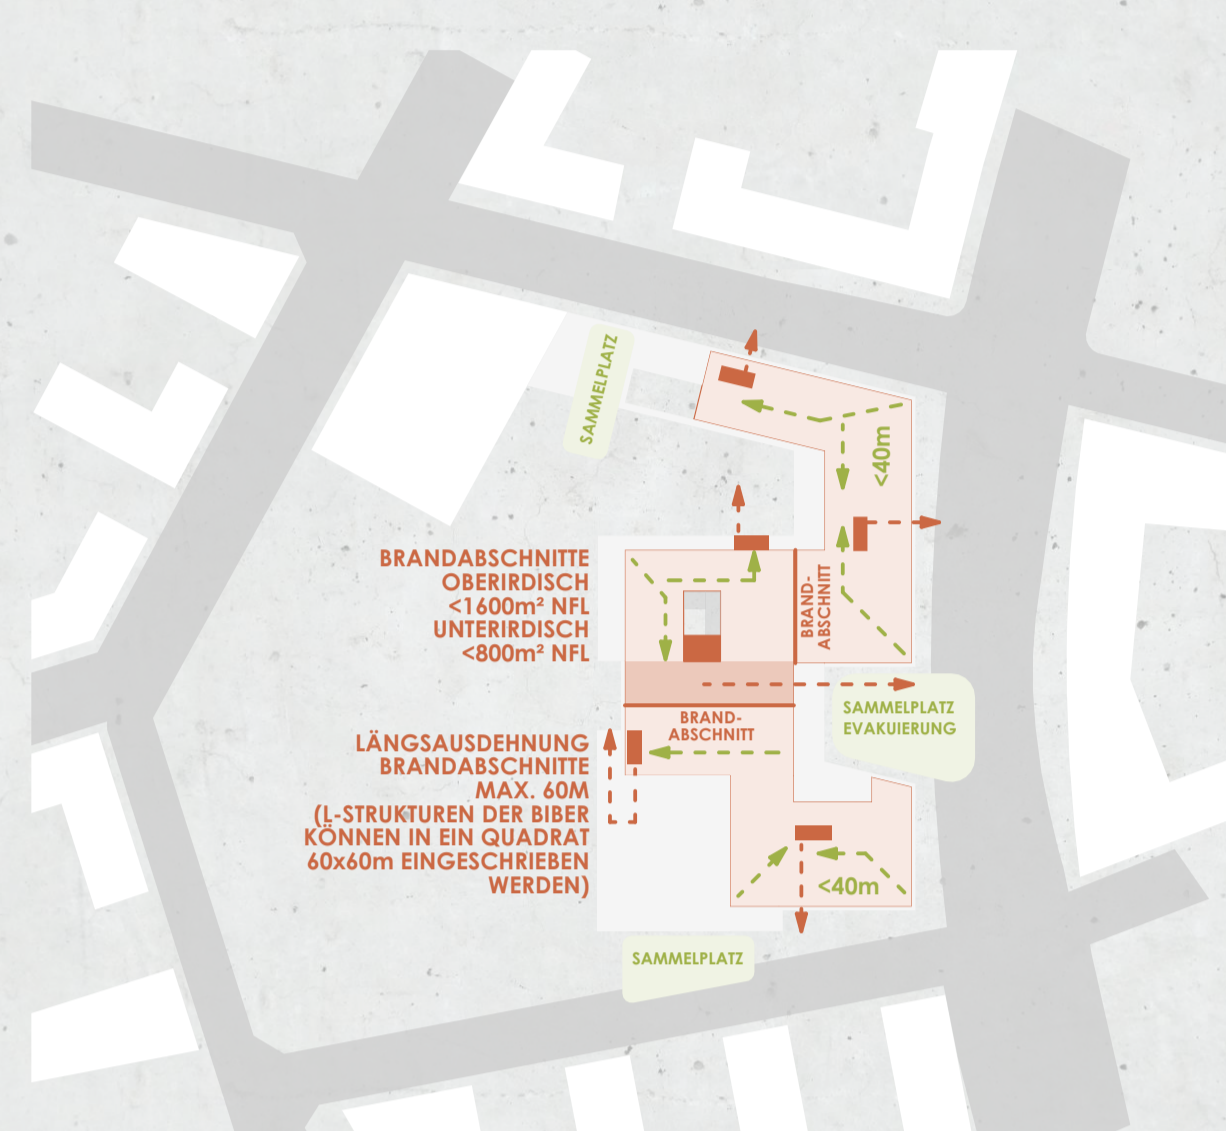 SAMMELPLATZ
<40m
BRANDABSCHNITTE
OBERIRDISCH
<1600m² NFL
UNTERIRDISCH
<800m² NFL
BRAND-
ABSCHNITT
SAMMELPLATZ
EVAKUIERUNG
BRAND-
ABSCHNITT
LÄNGSAUSDEHNUNG
BRANDABSCHNITTE
MAX. 60M
(L-STRUKTUREN DER BIBER
KÖNNEN IN EIN QUADRAT
60x60m EINGESCHRIEBEN
WERDEN)
<40m
SAMMELPLATZ